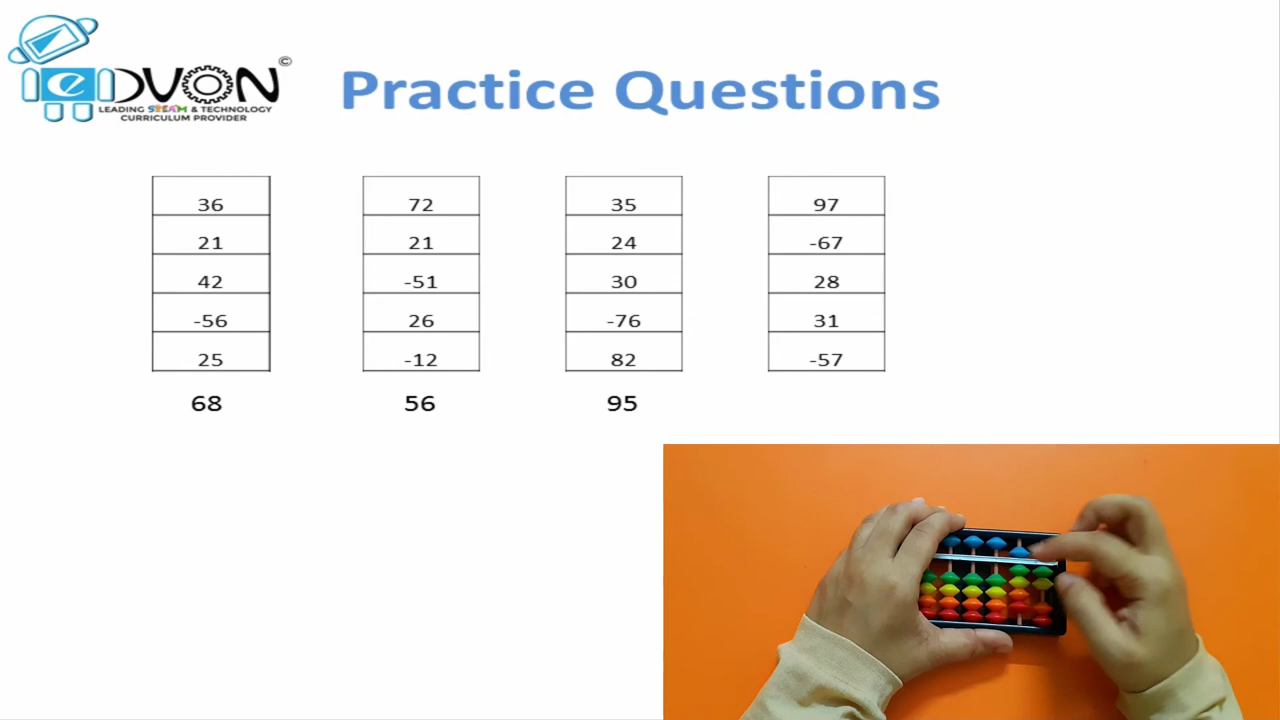 eDVON©
LEADING STEAM & TECHNOLOGY
CURRICULUM PROVIDER
Practice Questions
36 72 35 97
21 21 24 -67
42 -51 30 28
-56 26 -76 31
25 -12 82 -57
68 56 95